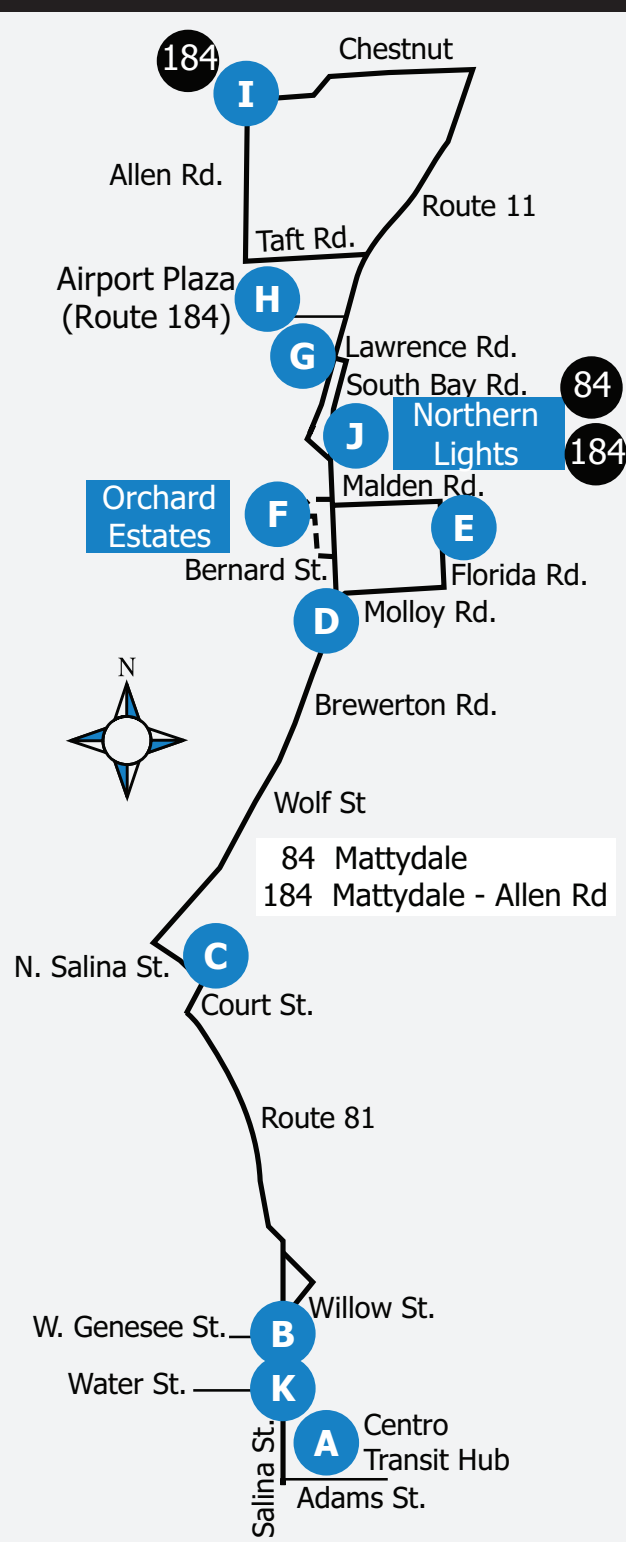 Chestnut
184
I
Allen Rd.
Route 11
Taft Rd.
Airport Plaza
(Route 184)
H
G
Lawrence Rd.
South Bay Rd.
84
J
Northern
Lights
184
Malden Rd.
Orchard
Estates
F
E
Bernard St.
Florida Rd.
D
Molloy Rd.
N
Brewerton Rd.
Wolf St
84 Mattydale
184 Mattydale - Allen Rd
N. Salina St.
C
Court St.
Route 81
Willow St.
W. Genesee St.
B
Water St.
K
Salina St.
A
Centro
Transit Hub
Adams St.